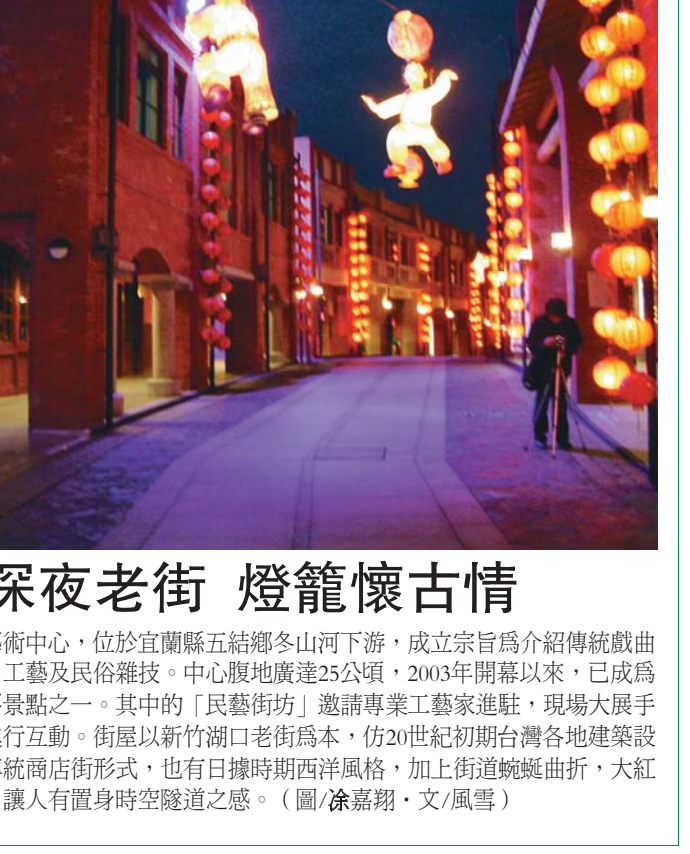 深夜老街 燈籠懷古情
藝術中心，位於宜蘭縣五結鄉冬山河下游，成立宗旨爲介紹傳統戲曲
工藝及民俗雜技。中心腹地廣達25公頃，2003年開幕以來，已成爲
景點之一。其中的「民藝街坊」邀請專業工藝家進駐，現場大展手
進行互動。街屋以新竹湖口老街爲本，仿20世紀初期台灣各地建築設
傳統商店街形式，也有日據時期西洋風格，加上街道蜿蜒曲折，大紅
讓人有置身時空隧道之感。（圖/涂嘉翔‧文/風雪）